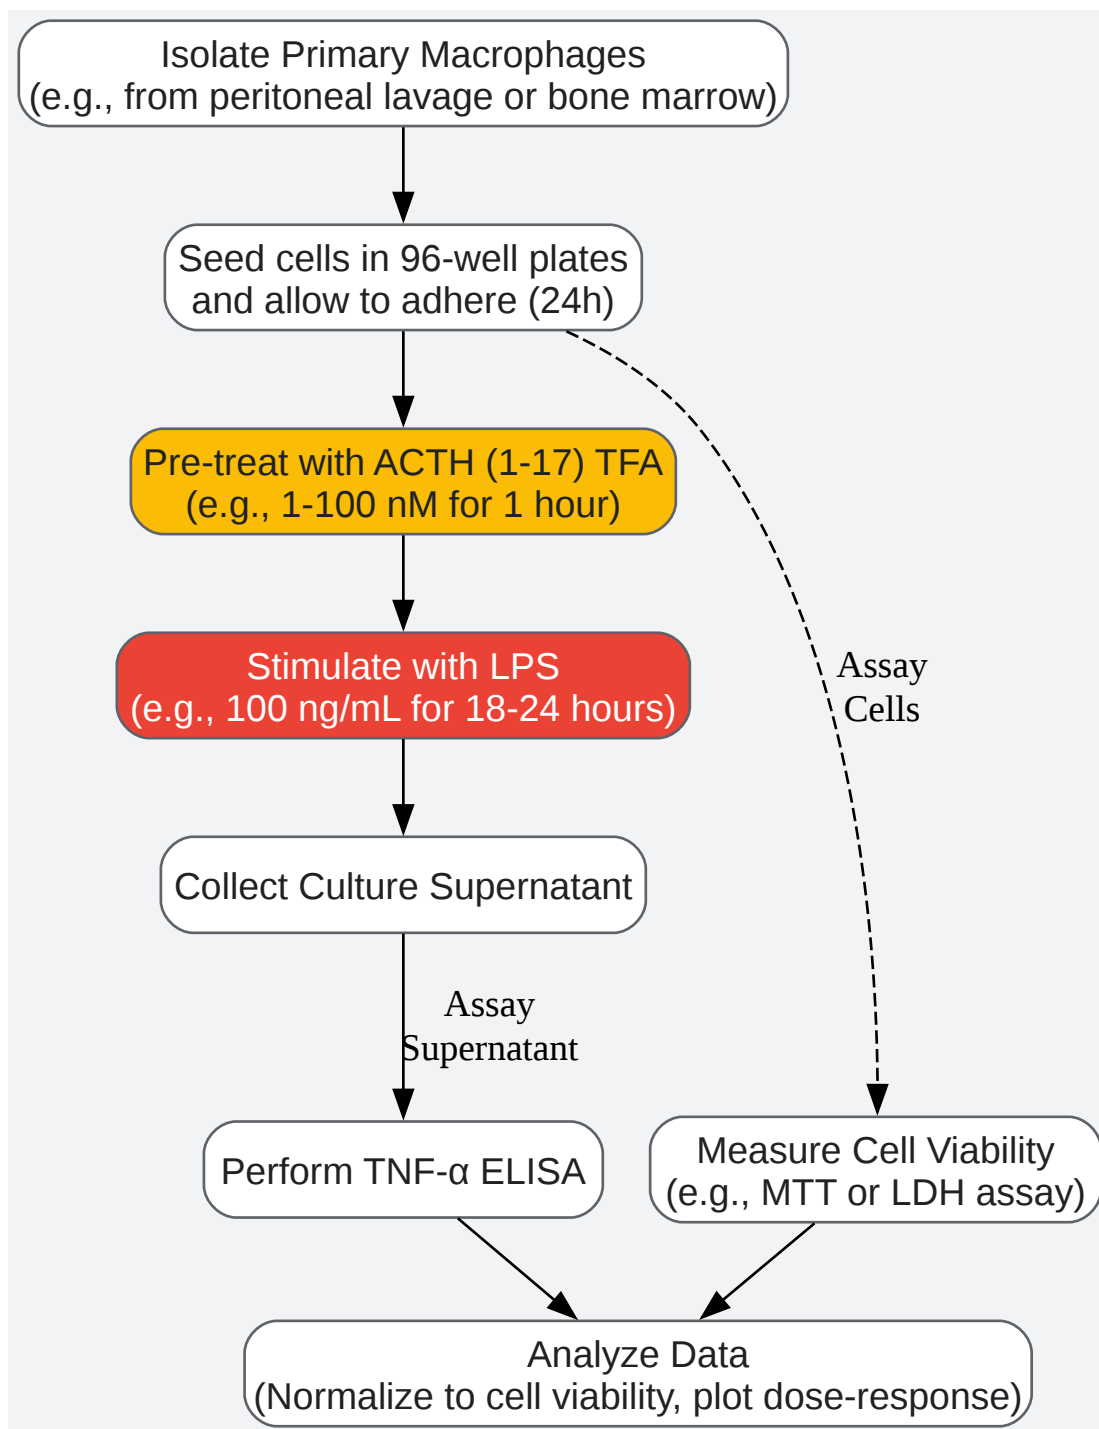 Isolate Primary Macrophages
(e.g., from peritoneal lavage or bone marrow)
Seed cells in 96-well plates
and allow to adhere (24h)
Pre-treat with ACTH (1-17) TFA
(e.g., 1-100 nM for 1 hour)
Stimulate with LPS
(e.g., 100 ng/mL for 18-24 hours)
Assay
Cells
Collect Culture Supernatant
Assay
Supernatant
Perform TNF-α ELISA
Measure Cell Viability
(e.g., MTT or LDH assay)
Analyze Data
(Normalize to cell viability, plot dose-response)